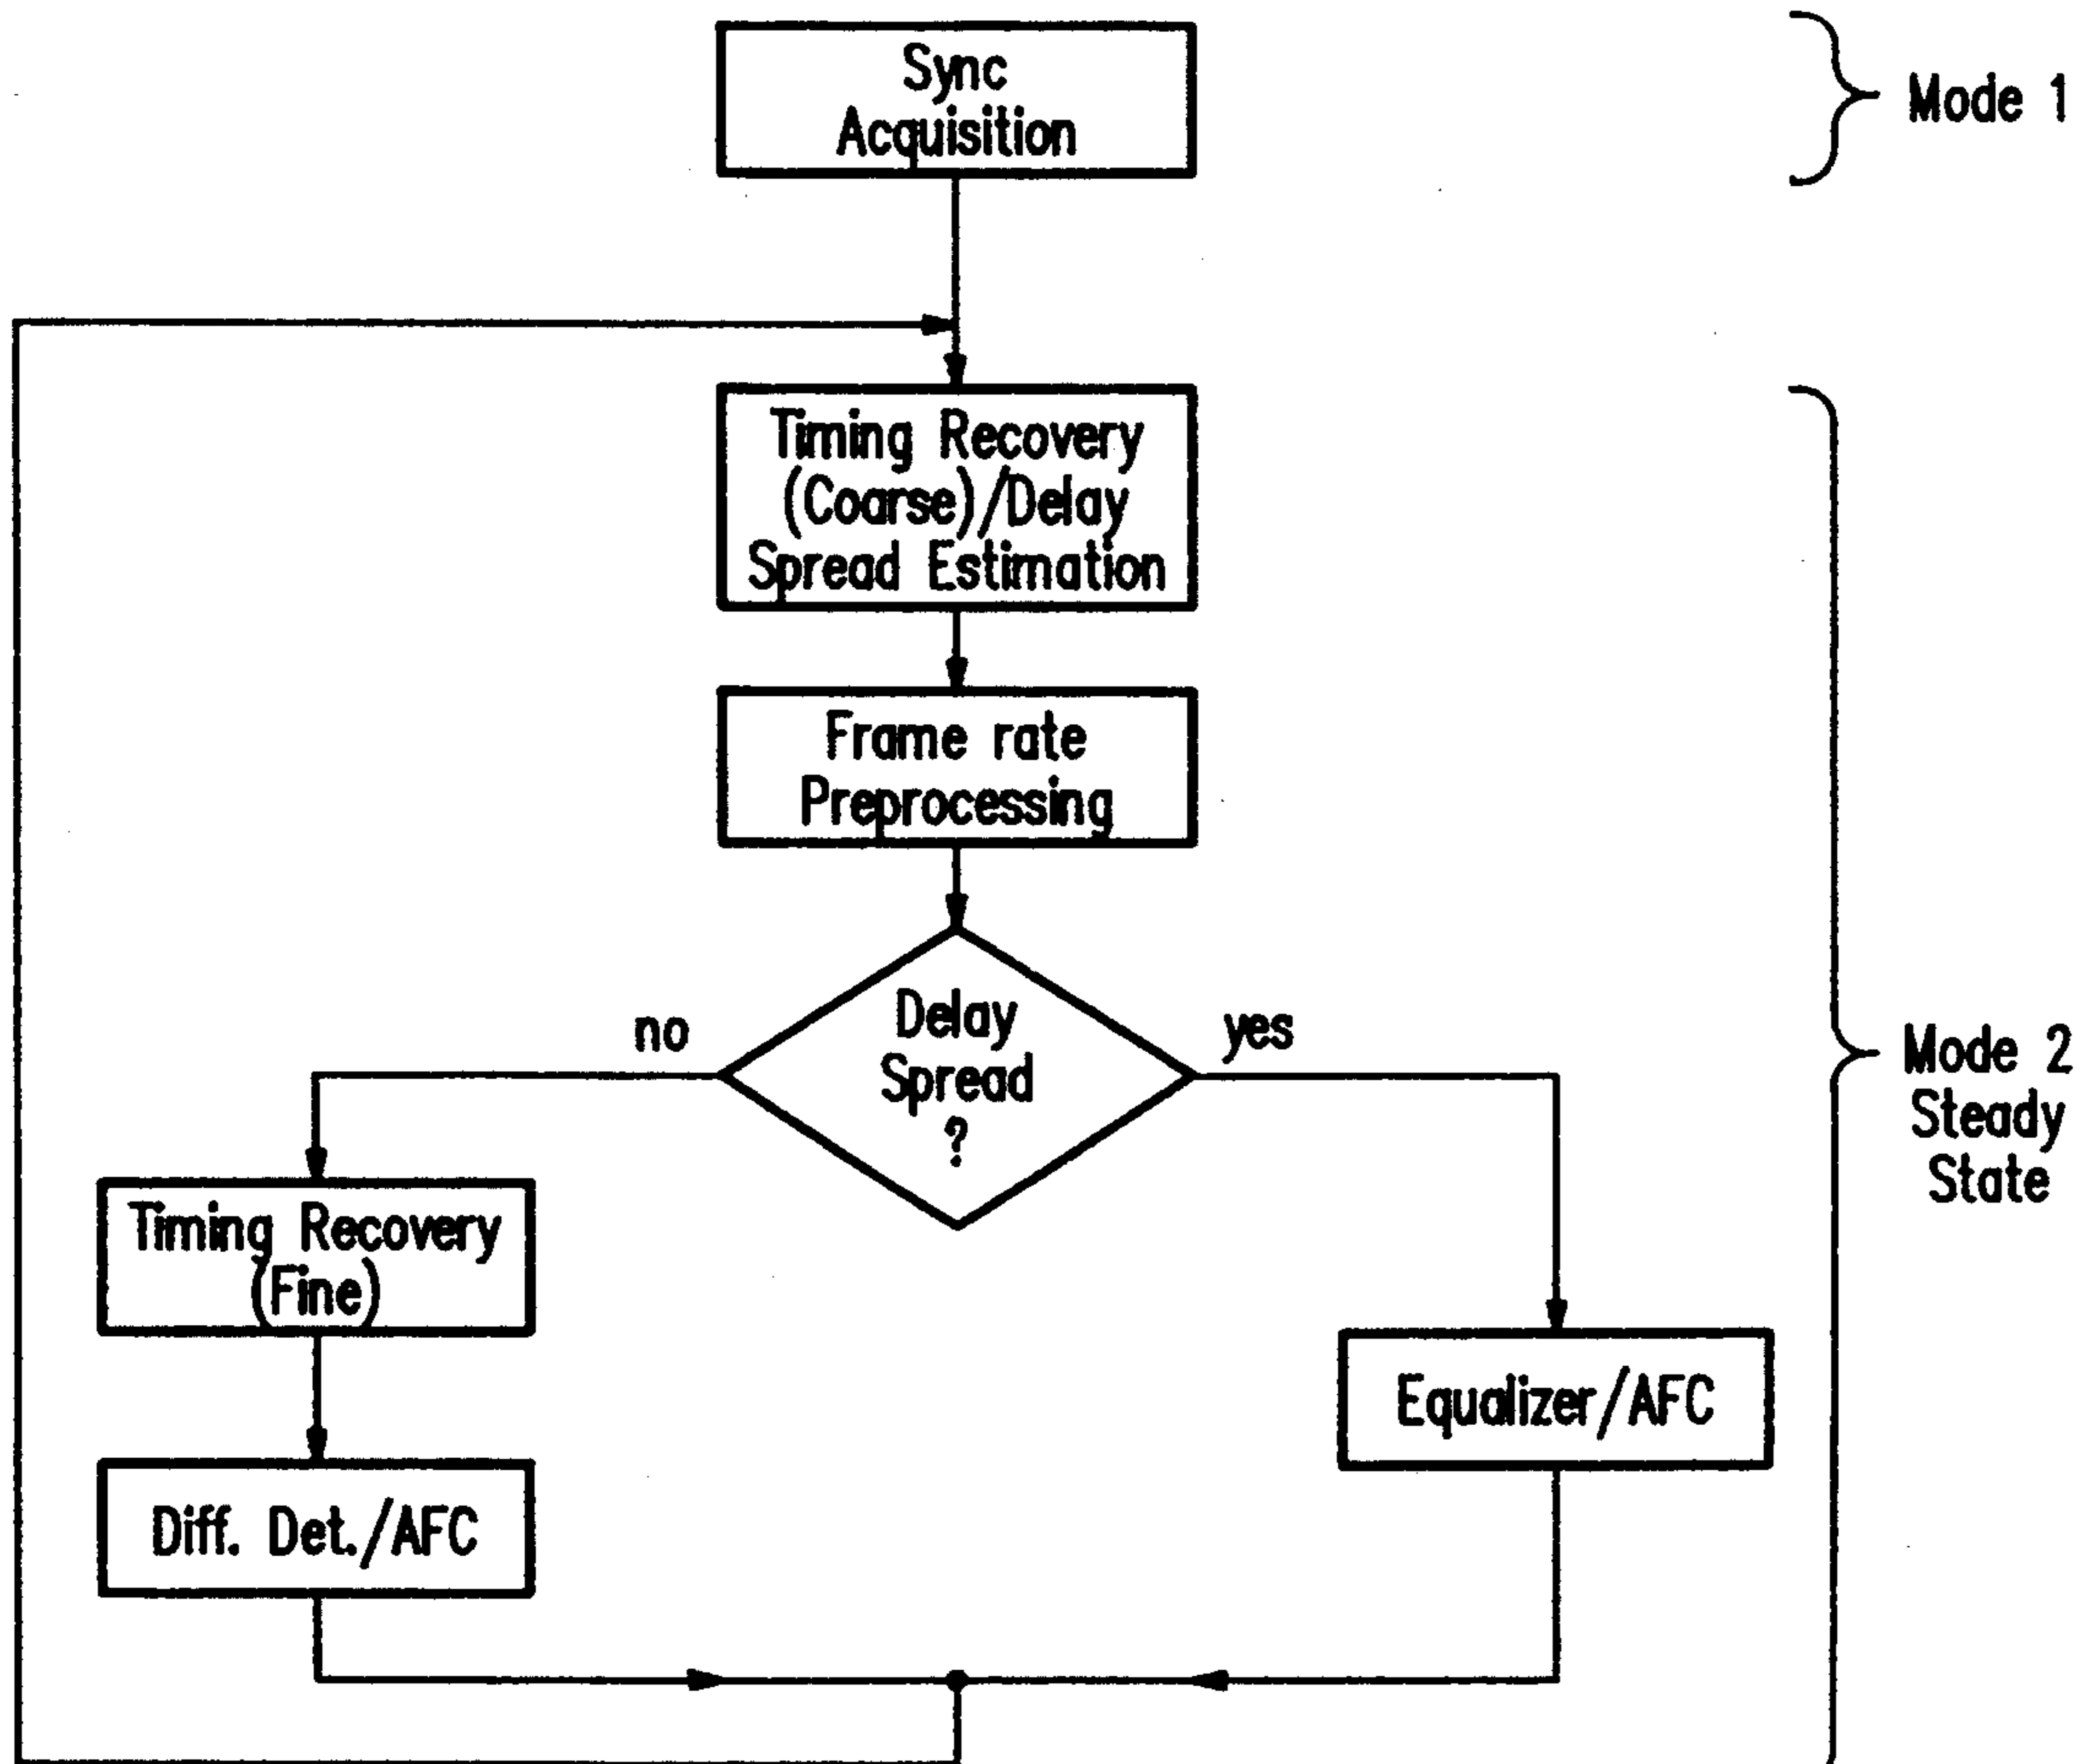 Sync
Acquisition
Mode 1
Timing Recovery
(Coarse)/Delay
Spread Estimation
Frame rate
Preprocessing
Delay
Spread
?
no
yes
Mode 2
Steady
State
Timing Recovery
(Fine)
Equalizer/AFC
Diff. Det./AFC